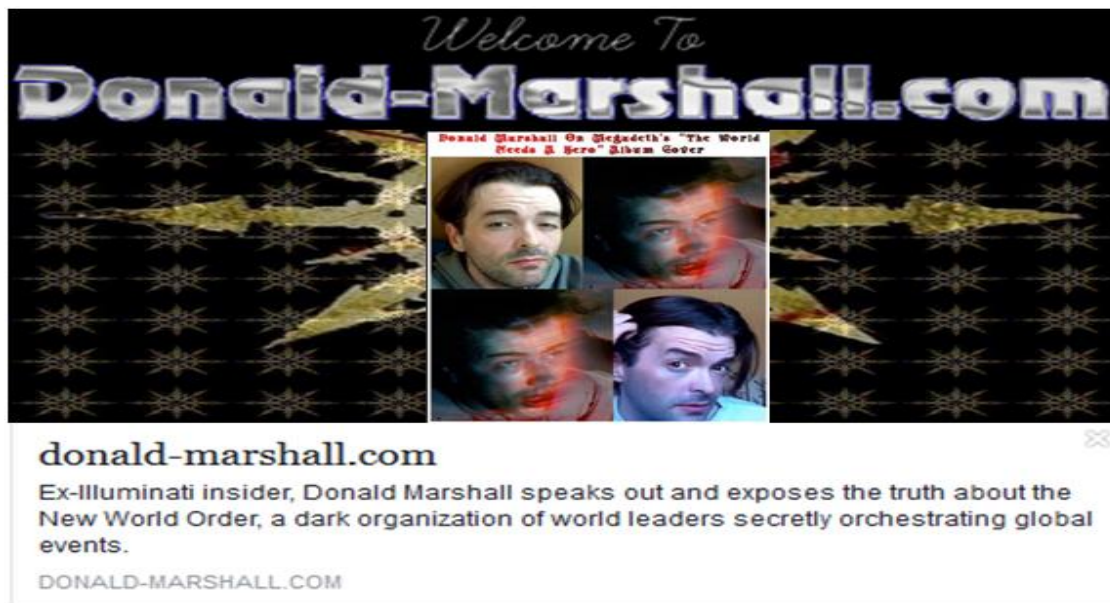 Welcome To
Donald-Marshall.com
Donald Marshall On Megadeth's "The World
Needs A Hero" Album Cover
donald-marshall.com
Ex-Illuminati insider, Donald Marshall speaks out and exposes the truth about the
New World Order, a dark organization of world leaders secretly orchestrating global
events.
DONALD-MARSHALL.COM